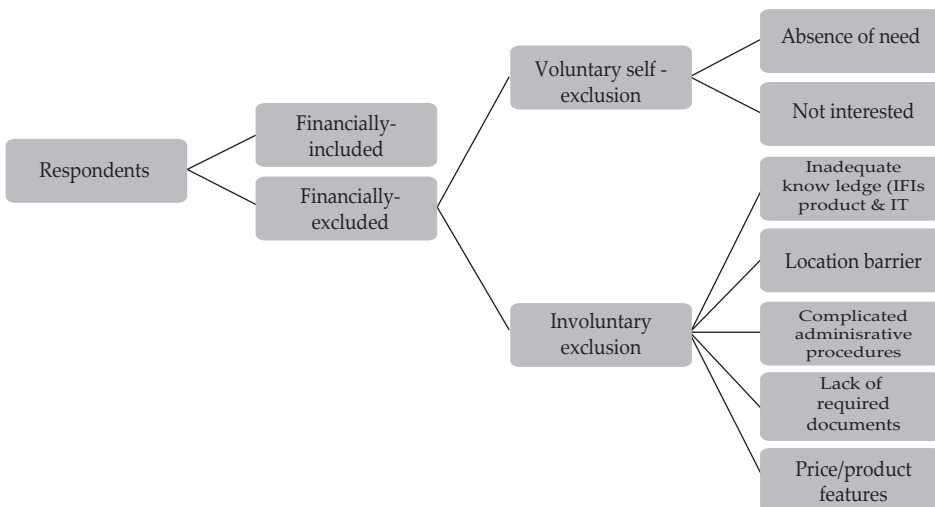 Respondents
Financially-
included
Financially-
excluded
Voluntary self -
exclusion
Involuntary
exclusion
Absence of need
Not interested
Inadequate
know ledge (IFIs
product & IT
Location barrier
Complicated
adminisrative
procedures
Lack of
required
documents
Price/product
features